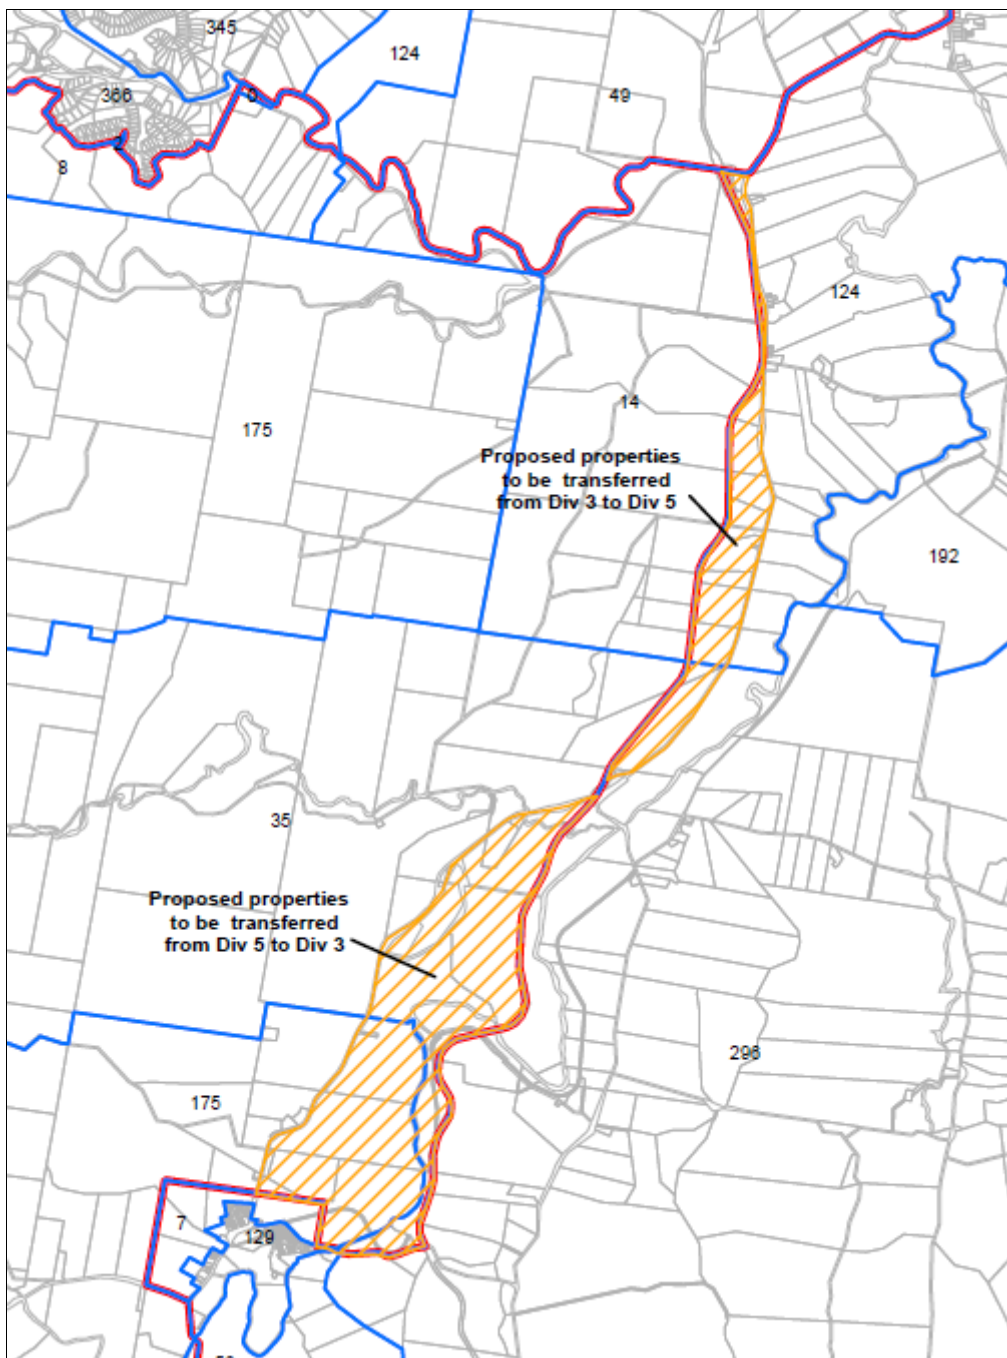 345
124
366
0
49
2
8
124
14
175
Proposed properties
to be transferred
from Div 3 to Div 5
192
35
Proposed properties
to be transferred
from Div 5 to Div 3
296
175
7
129